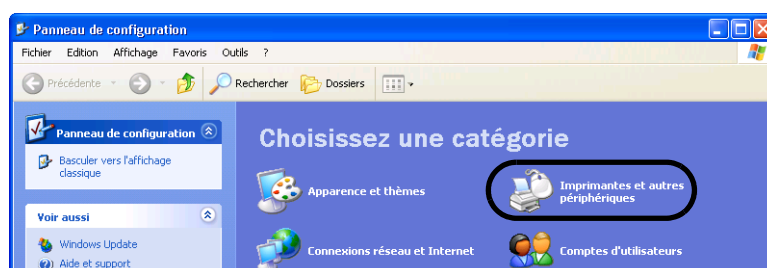 Panneau de configuration
Fichier Edition Affichage Favoris Outils ?
Précédente Rechercher Dossiers
Panneau de configuration
Basculer vers l'affichage
classique
Voir aussi
Windows Update
Aide et support
Choisissez une catégorie
Apparence et thèmes
Imprimantes et autres
périphériques
Connexions réseau et Internet
Comptes d'utilisateurs